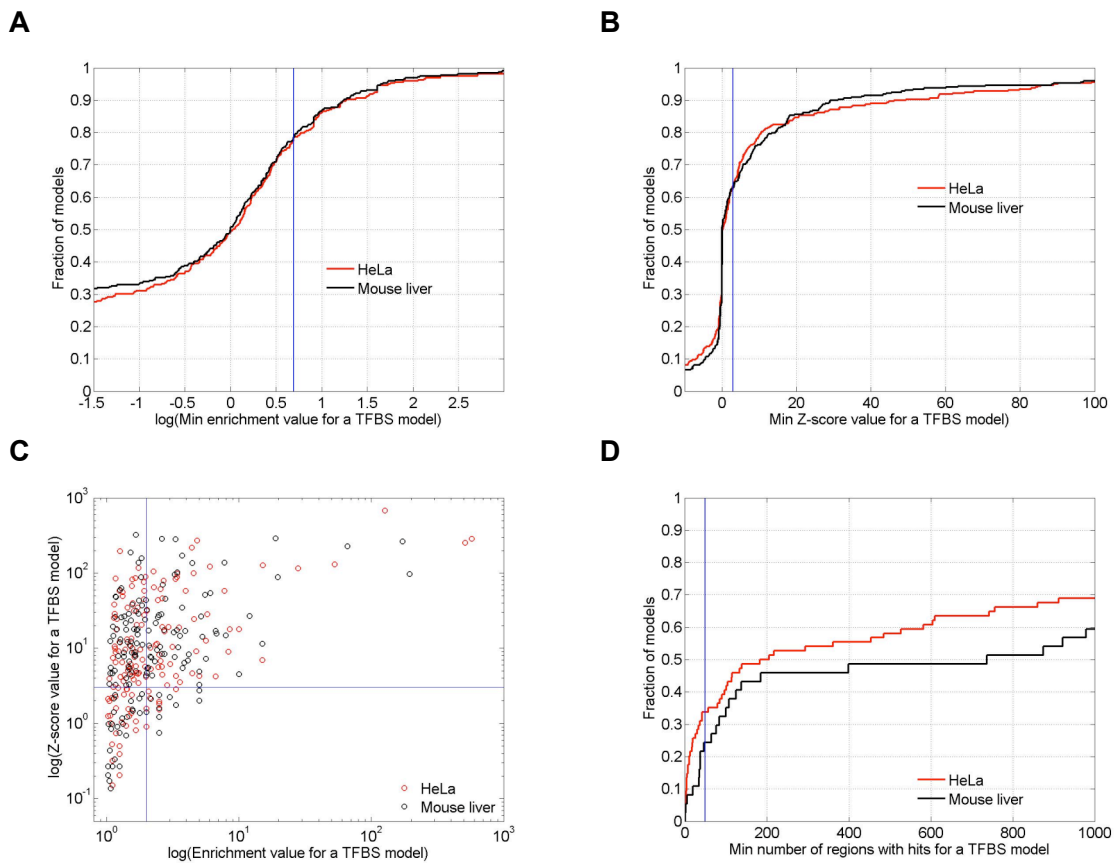 A
B
1
0.9
0.8
0.7
0.6
0.5
0.4
0.3
0.2
0.1
0
Fraction of models
HeLa
Mouse liver
-1.5 -1 -0.5 0 0.5 1 1.5 2 2.5
log(Min enrichment value for a TFBS model)
1
0.9
0.8
0.7
0.6
0.5
0.4
0.3
0.2
0.1
0
Fraction of models
HeLa
Mouse liver
0 20 40 60 80 100
Min Z-score value for a TFBS model
C
D
10^3
10^2
10^1
10^0
10^-1
log(Z-score value for a TFBS model)
HeLa
Mouse liver
10^0 10^1 10^2 10^3
log(Enrichment value for a TFBS model)
1
0.9
0.8
0.7
0.6
0.5
0.4
0.3
0.2
0.1
0
Fraction of models
HeLa
Mouse liver
0 200 400 600 800 1000
Min number of regions with hits for a TFBS model